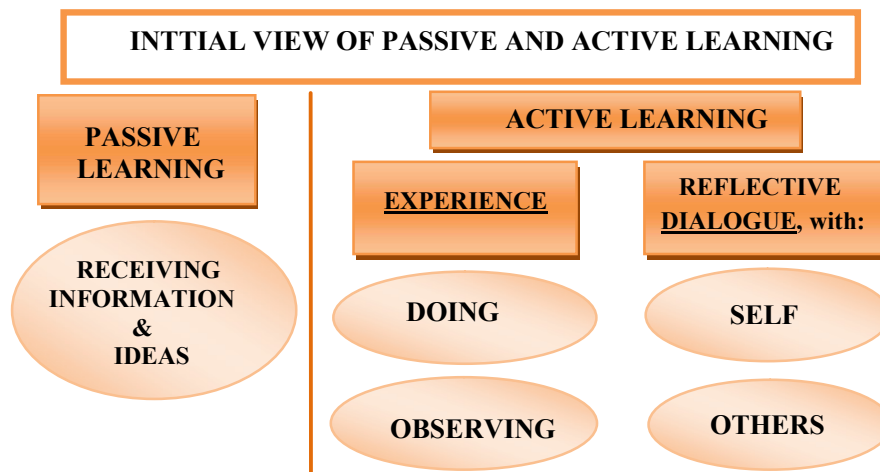 INTTIAL VIEW OF PASSIVE AND ACTIVE LEARNING
PASSIVE
LEARNING
RECEIVING
INFORMATION
&
IDEAS
ACTIVE LEARNING
EXPERIENCE
DOING
OBSERVING
REFLECTIVE
DIALOGUE, with:
SELF
OTHERS